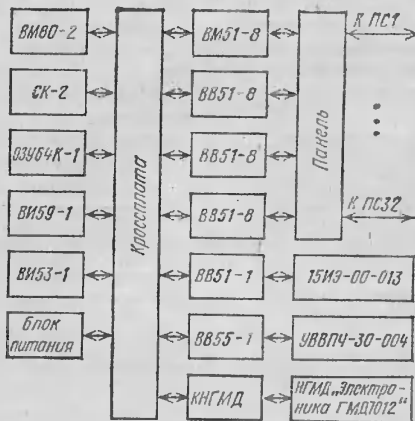 ВМ80-2
СК-2
ОЗУ64К-1
ВИ59-1
ВИ53-1
Блок
питания
Кроссплата
ВМ51-8
ВВ51-8
ВВ51-8
ВВ51-8
ВВ51-1
ВВ55-1
КНГМД
Панель
К ПС1
К ПС32
15ИЭ-00-013
УВВПЧ-30-004
НГМД „Электро-
ника ГМД7012“